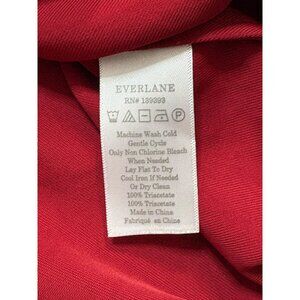 EVERLANE
RN# 139393
Machine Wash Cold
Gentle Cycle
Only Non Chlorine Bleach
When Needed
Lay Flat To Dry
Cool Iron If Needed
Or Dry Clean
100% Triacetate
100% Triacetate
Made in China
Fabriqué en China